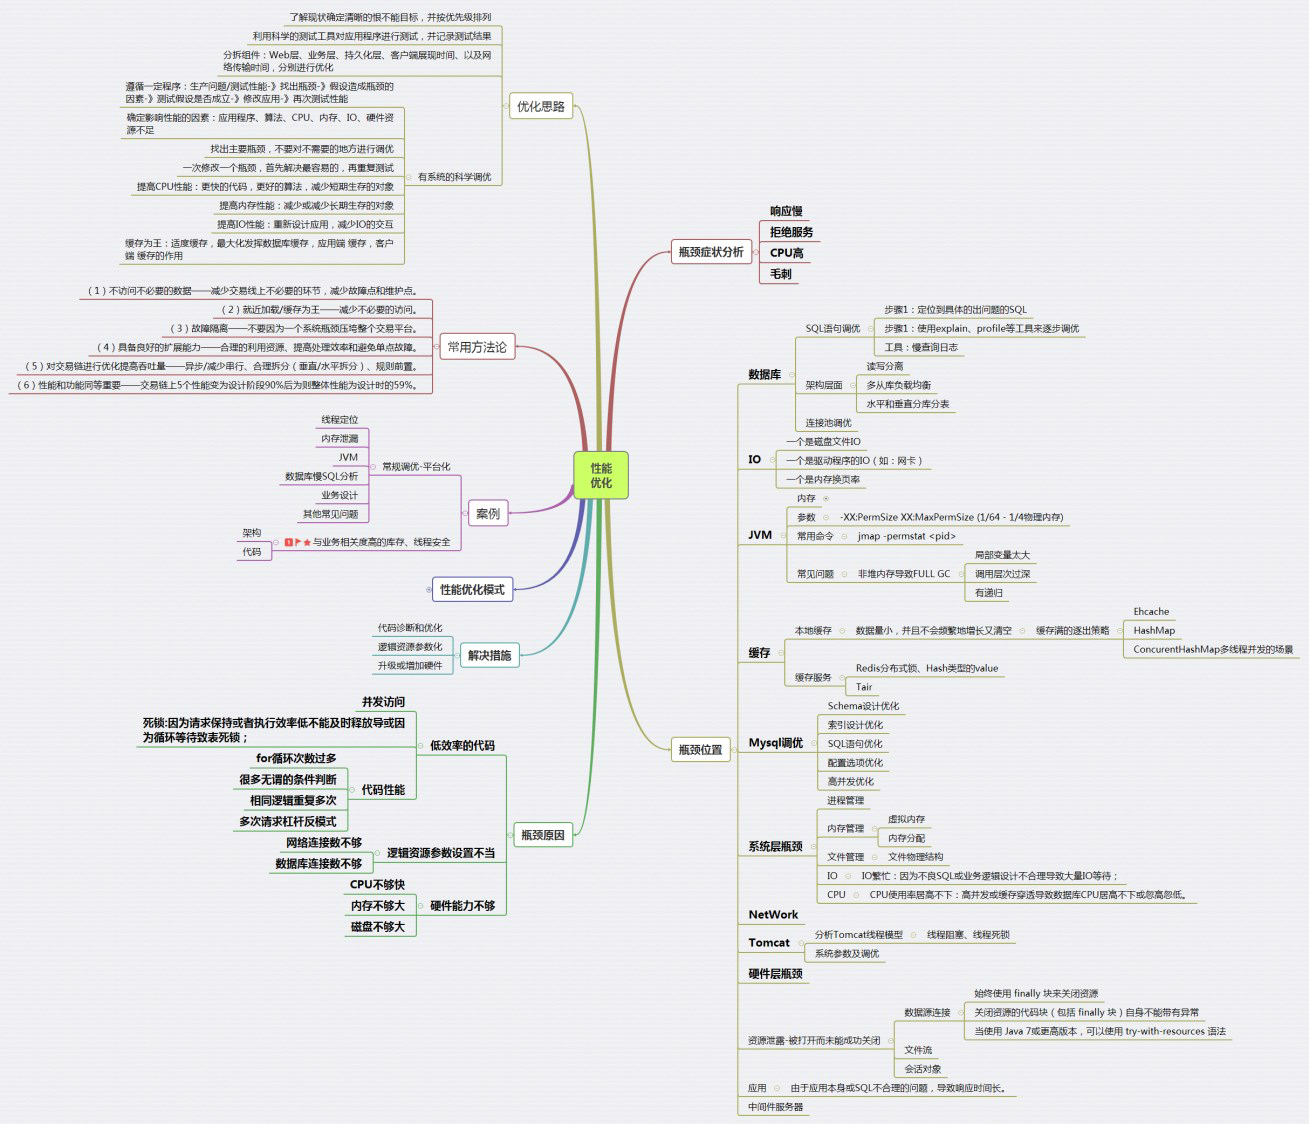 了解现状确定清晰的恨不能目标，并按优先级排列
利用科学的测试工具对应用程序进行测试，并记录测试结果
分拆组件：Web层、业务层、持久化层、客户端展现时间、以及网
络传输时间，分别进行优化
遵循一定程序：生产问题/测试性能-》找出瓶颈-》假设造成瓶颈的
因素-》测试假设是否成立-》修改应用-》再次测试性能
确定影响性能的因素：应用程序、算法、CPU、内存、IO、硬件资
源不足
找出主要瓶颈，不要对不需要的地方进行调优
一次修改一个瓶颈，首先解决最容易的，再重复测试
提高CPU性能：更快的代码，更好的算法，减少短期生存的对象
提高内存性能：减少或减少长期生存的对象
提高IO性能：重新设计应用，减少IO的交互
缓存为王：适度缓存，最大化发挥数据库缓存，应用端 缓存，客户
端 缓存的作用
有系统的科学调优
优化思路
（1）不访问不必要的数据——减少交易线上不必要的环节，减少故障点和维护点。
（2）就近加载/缓存为王——减少不必要的访问。
（3）故障隔离——不要因为一个系统瓶颈压垮整个交易平台。
（4）具备良好的扩展能力——合理的利用资源、提高处理效率和避免单点故障。
（5）对交易链进行优化提高吞吐量——异步/减少串行、合理拆分（垂直/水平拆分）、规则前置。
（6）性能和功能同等重要——交易链上5个性能变为设计阶段90%后为则整体性能为设计时的59%。
常用方法论
线程定位
内存泄漏
JVM
数据库慢SQL分析
业务设计
其他常见问题
常规调优-平台化
架构
代码
1
与业务相关度高的库存、线程安全
案例
性能优化模式
代码诊断和优化
逻辑资源参数化
升级或增加硬件
解决措施
并发访问
死锁:因为请求保持或者执行效率低不能及时释放导或因
为循环等待致表死锁；
for循环次数过多
很多无谓的条件判断
相同逻辑重复多次
多次请求杠杆反模式
代码性能
低效率的代码
网络连接数不够
数据库连接数不够
逻辑资源参数设置不当
CPU不够快
内存不够大
磁盘不够大
硬件能力不够
瓶颈原因
性能
优化
瓶颈症状分析
响应慢
拒绝服务
CPU高
毛刺
瓶颈位置
数据库
SQL语句调优
步骤1：定位到具体的出问题的SQL
步骤1：使用explain、profile等工具来逐步调优
工具：慢查询日志
架构层面
读写分离
多从库负载均衡
水平和垂直分库分表
连接池调优
IO
一个是磁盘文件IO
一个是驱动程序的IO（如：网卡）
一个是内存换页率
JVM
内存
参数
-XX:PermSize XX:MaxPermSize (1/64 - 1/4物理内存)
常用命令
jmap -permstat <pid>
常见问题
非堆内存导致FULL GC
局部变量太大
调用层次过深
有递归
缓存
本地缓存
数据量小，并且不会频繁地增长又清空
缓存满的逐出策略
Ehcache
HashMap
ConcurentHashMap多线程并发的场景
缓存服务
Redis分布式锁、Hash类型的value
Tair
Mysql调优
Schema设计优化
索引设计优化
SQL语句优化
配置选项优化
高并发优化
系统层瓶颈
进程管理
内存管理
虚拟内存
内存分配
文件管理
文件物理结构
IO
IO繁忙：因为不良SQL或业务逻辑设计不合理导致大量IO等待；
CPU
CPU使用率居高不下：高并发或缓存穿透导致数据库CPU居高不下或忽高忽低。
NetWork
Tomcat
分析Tomcat线程模型
线程阻塞、线程死锁
系统参数及调优
硬件层瓶颈
资源泄露-被打开而未能成功关闭
数据源连接
始终使用 finally 块来关闭资源
关闭资源的代码块（包括 finally 块）自身不能带有异常
当使用 Java 7或更高版本，可以使用 try-with-resources 语法
文件流
会话对象
应用
由于应用本身或SQL不合理的问题，导致响应时间长。
中间件服务器